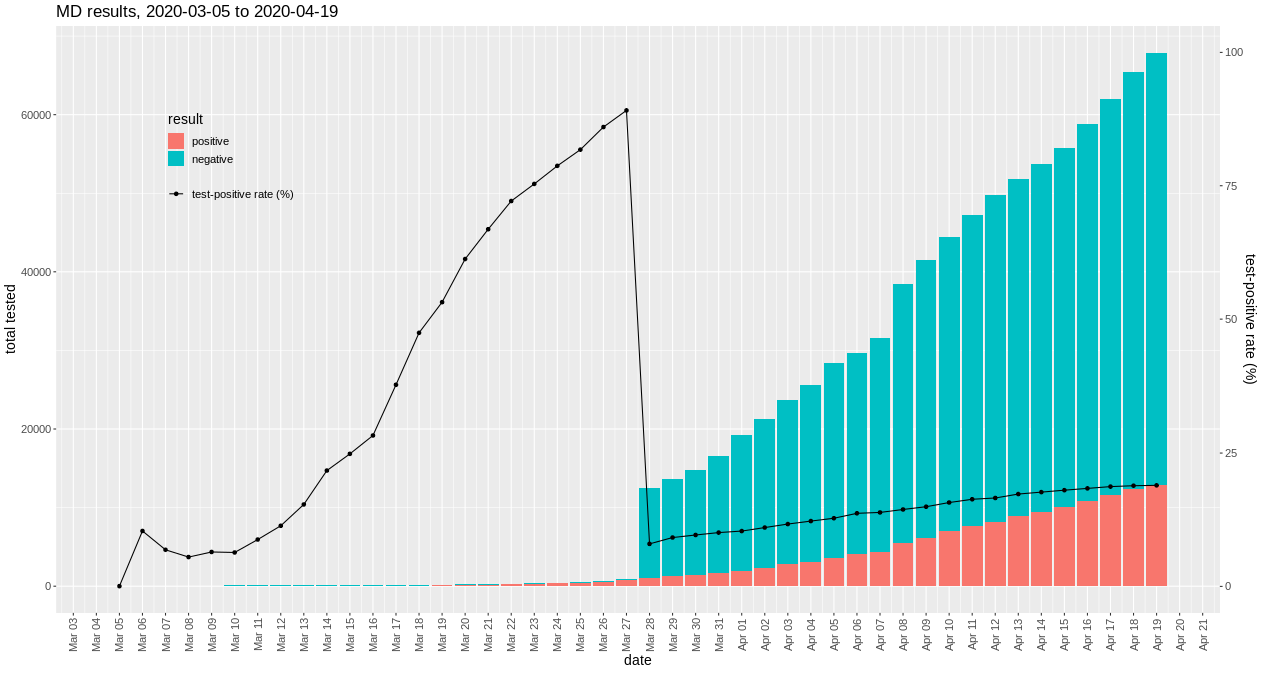 MD results, 2020-03-05 to 2020-04-19
total tested
60000
40000
20000
0
result
positive
negative
test-positive rate (%)
100
75
50
25
0
test-positive rate (%)
Mar 03
Mar 04
Mar 05
Mar 06
Mar 07
Mar 08
Mar 09
Mar 10
Mar 11
Mar 12
Mar 13
Mar 14
Mar 15
Mar 16
Mar 17
Mar 18
Mar 19
Mar 20
Mar 21
Mar 22
Mar 23
Mar 24
Mar 25
Mar 26
Mar 27
Mar 28
Mar 29
Mar 30
Mar 31
Apr 01
Apr 02
Apr 03
Apr 04
Apr 05
Apr 06
Apr 07
Apr 08
Apr 09
Apr 10
Apr 11
Apr 12
Apr 13
Apr 14
Apr 15
Apr 16
Apr 17
Apr 18
Apr 19
Apr 20
Apr 21
date